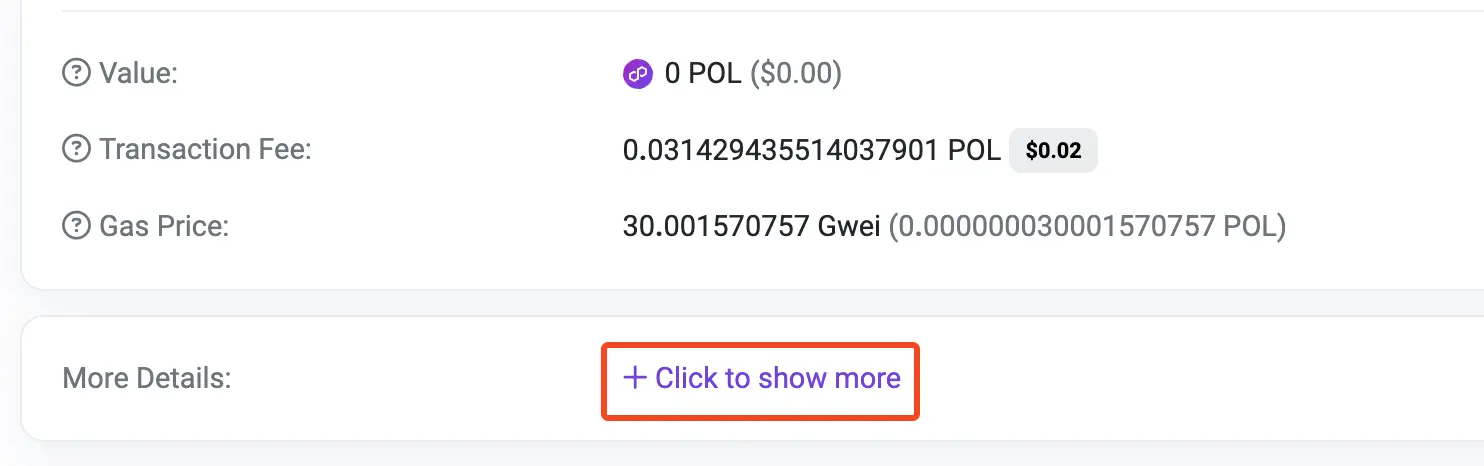 Value: 0 POL ($0.00)
Transaction Fee: 0.031429435514037901 POL $0.02
Gas Price: 30.001570757 Gwei (0.000000030001570757 POL)
More Details: + Click to show more